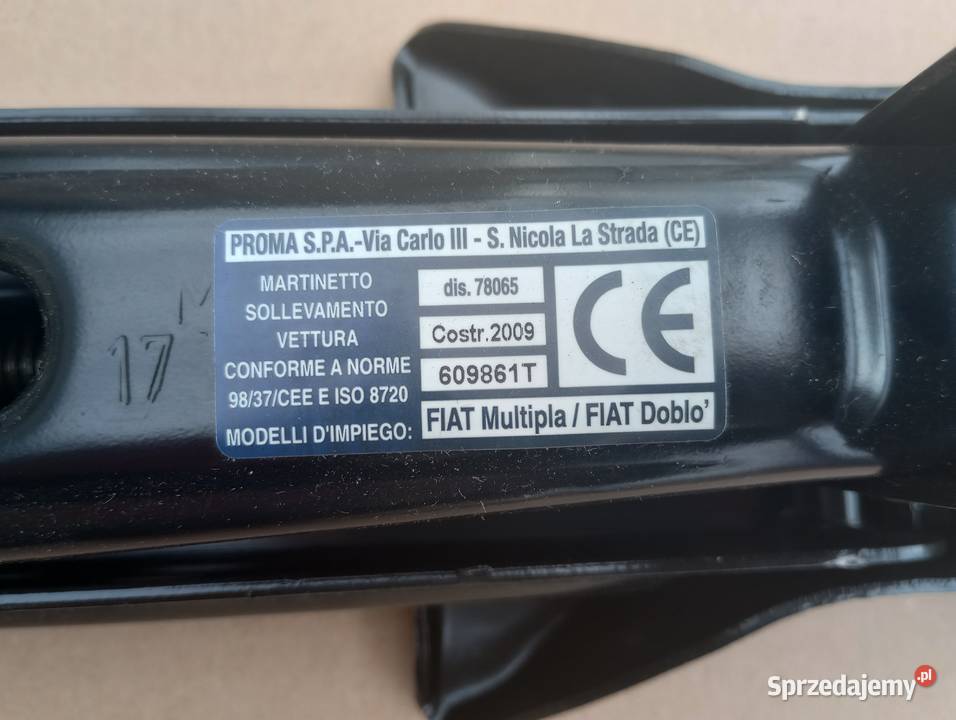 PROMA S.P.A.-Via Carlo III - S. Nicola La Strada (CE)
MARTINETTO
SOLLEVAMENTO
VETTURA
CONFORME A NORME
98/37/CEE E ISO 8720
MODELLI D'IMPIEGO:
dis. 78065
Costr.2009
609861T
CE
FIAT Multipla / FIAT Doblo'
17
M
Sprzedajemy.pl